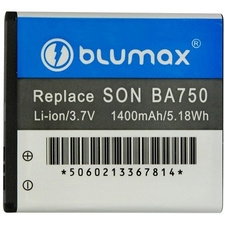 blumax®
Replace SON BA750
Li-ion/3.7V 1400mAh/5.18Wh
*5060213367814*